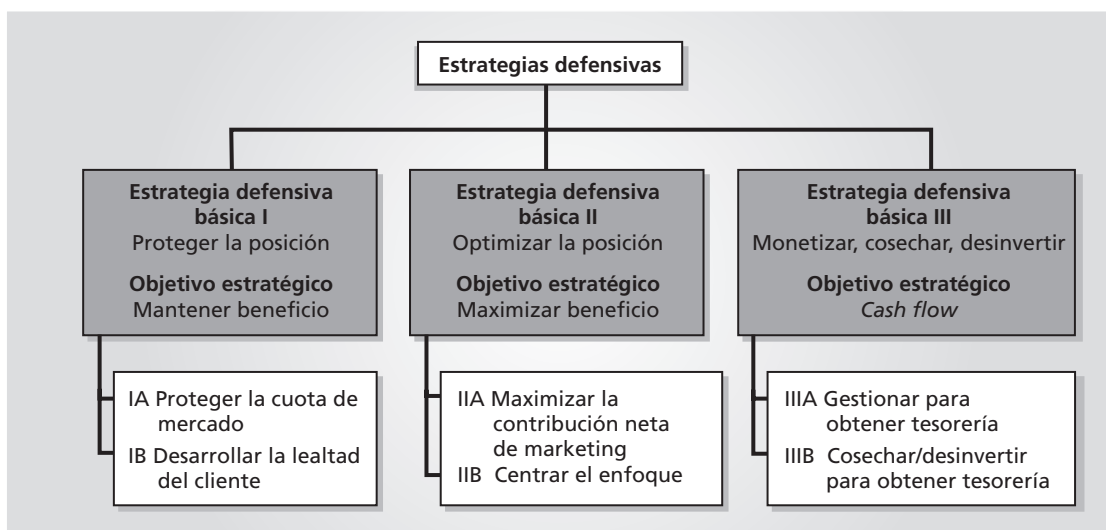 Estrategias defensivas
Estrategia defensiva
básica I
Proteger la posición
Objetivo estratégico
Mantener beneficio
IA Proteger la cuota de
mercado
IB Desarrollar la lealtad
del cliente
Estrategia defensiva
básica II
Optimizar la posición
Objetivo estratégico
Maximizar beneficio
IIA Maximizar la
contribución neta
de marketing
IIB Centrar el enfoque
Estrategia defensiva
básica III
Monetizar, cosechar, desinvertir
Objetivo estratégico
Cash flow
IIIA Gestionar para
obtener tesorería
IIIB Cosechar/desinvertir
para obtener tesorería